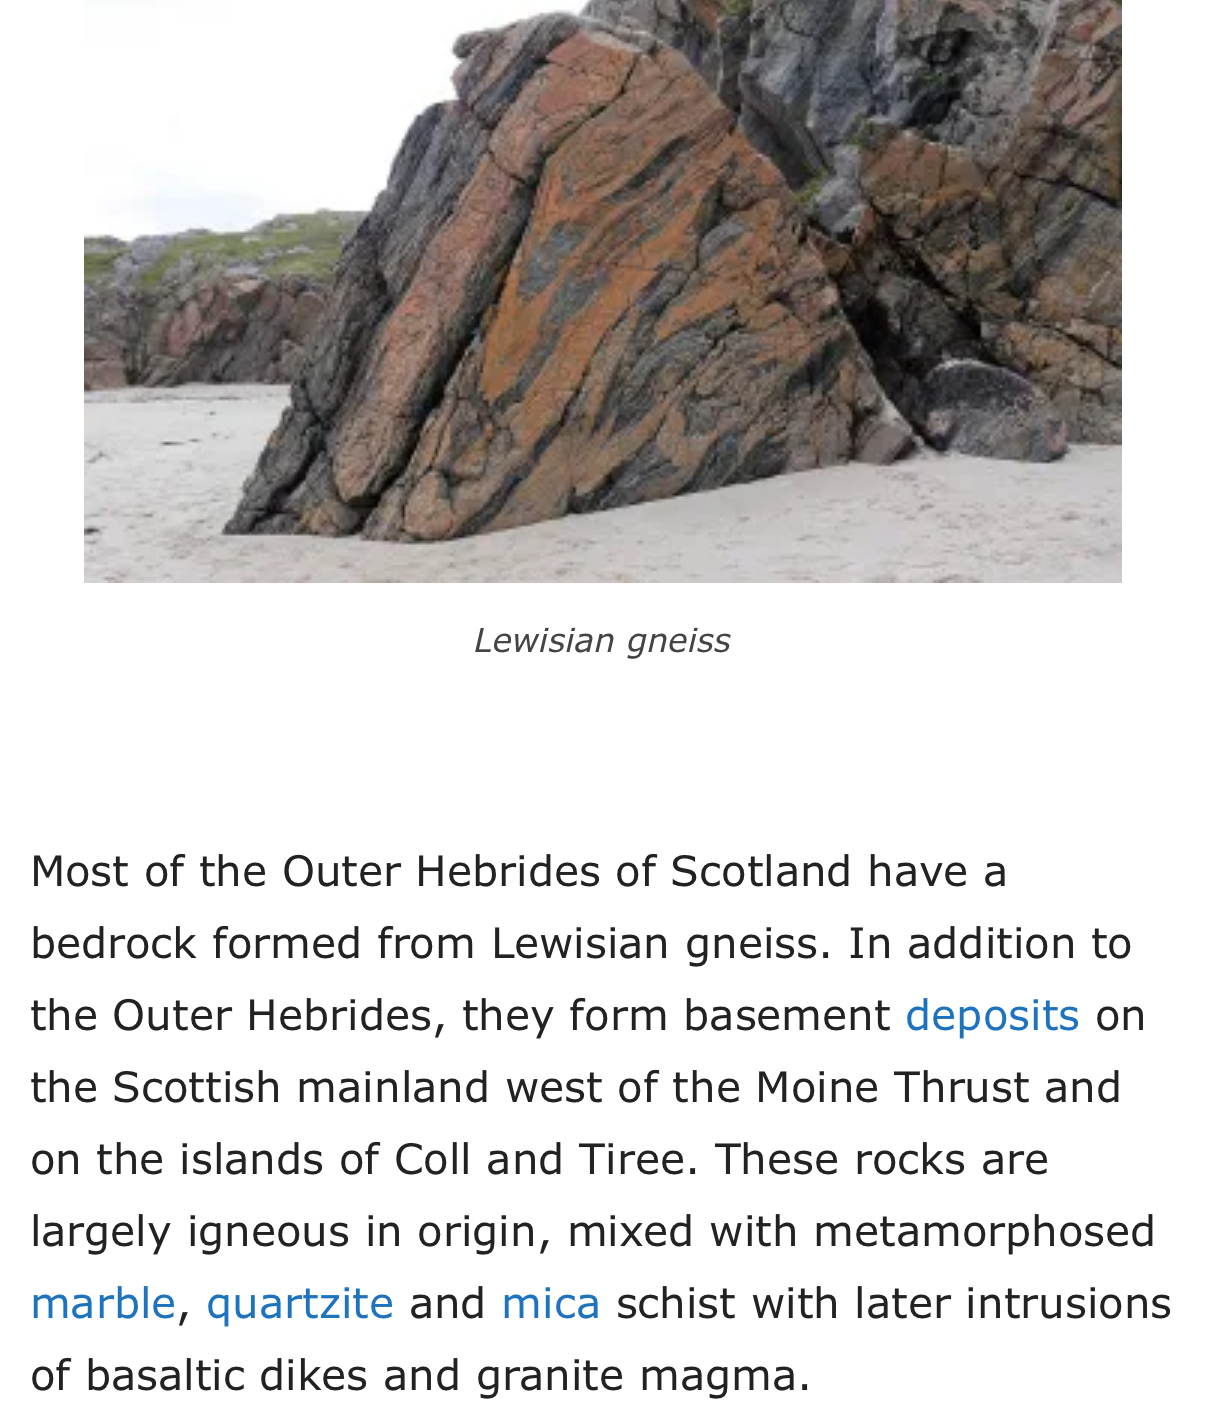 Lewisian gneiss
Most of the Outer Hebrides of Scotland have a
bedrock formed from Lewisian gneiss. In addition to
the Outer Hebrides, they form basement deposits on
the Scottish mainland west of the Moine Thrust and
on the islands of Coll and Tiree. These rocks are
largely igneous in origin, mixed with metamorphosed
marble, quartzite and mica schist with later intrusions
of basaltic dikes and granite magma.